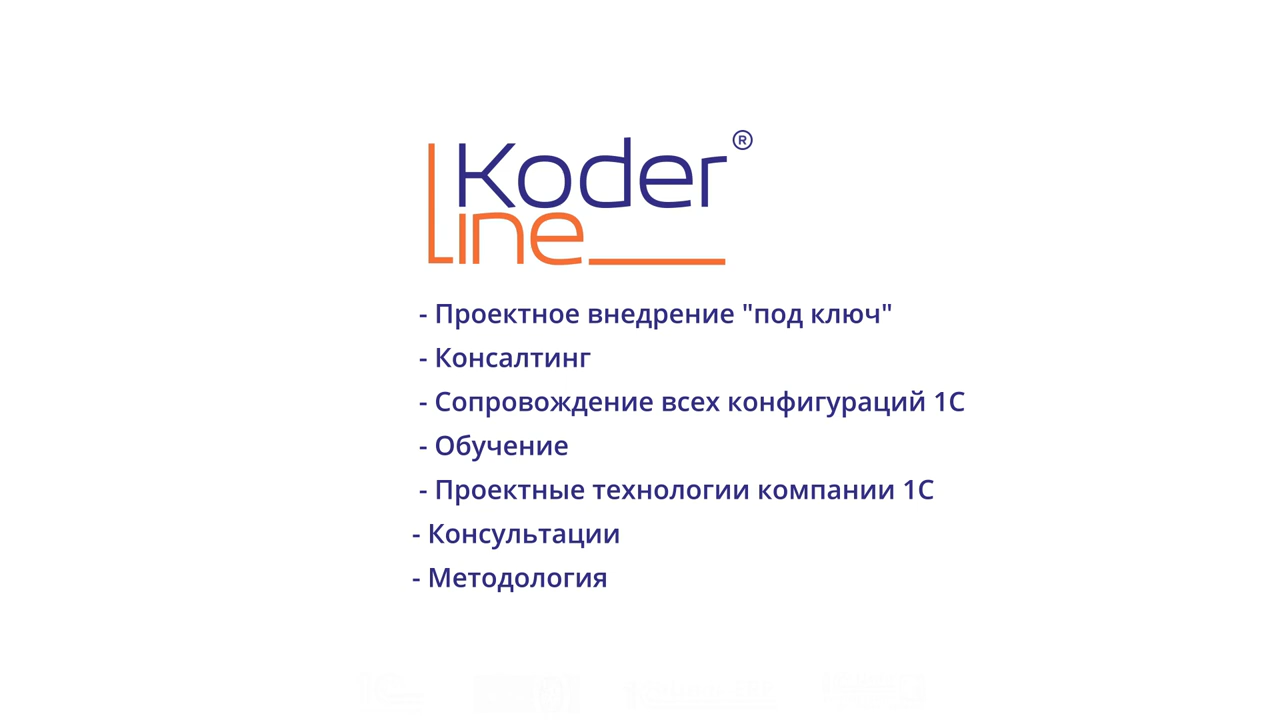 Koder®
Line
- Проектное внедрение "под ключ"
- Консалтинг
- Сопровождение всех конфигураций 1С
- Обучение
- Проектные технологии компании 1С
- Консультации
- Методология